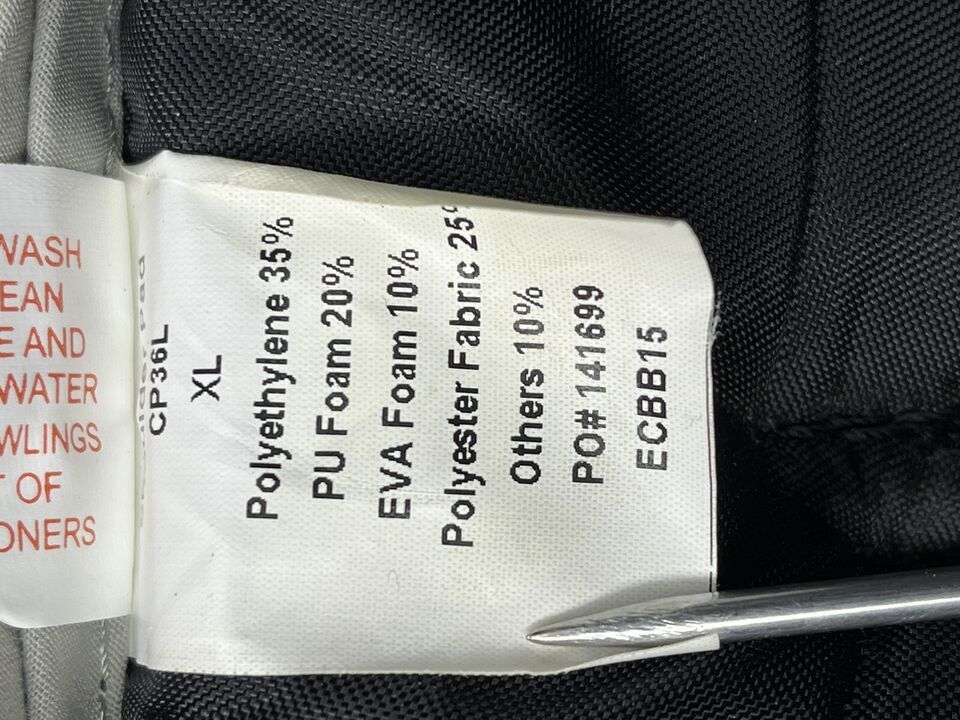 WASH
EAN
E AND
WATER
WLINGS
T OF
ONERS
CP36L
XL
Polyethylene 35%
PU Foam 20%
EVA Foam 10%
Polyester Fabric 25%
Others 10%
PO# 141699
ECBB15